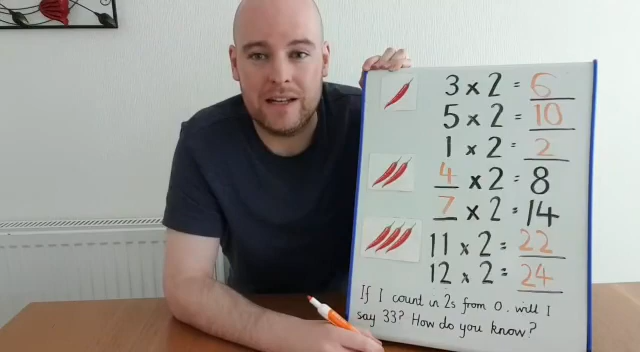 3 x 2 = 6
5 x 2 = 10
1 x 2 = 2
4 x 2 = 8
7 x 2 = 14
11 x 2 = 22
12 x 2 = 24
If I count in 2s from 0. will I
say 33? How do you know?